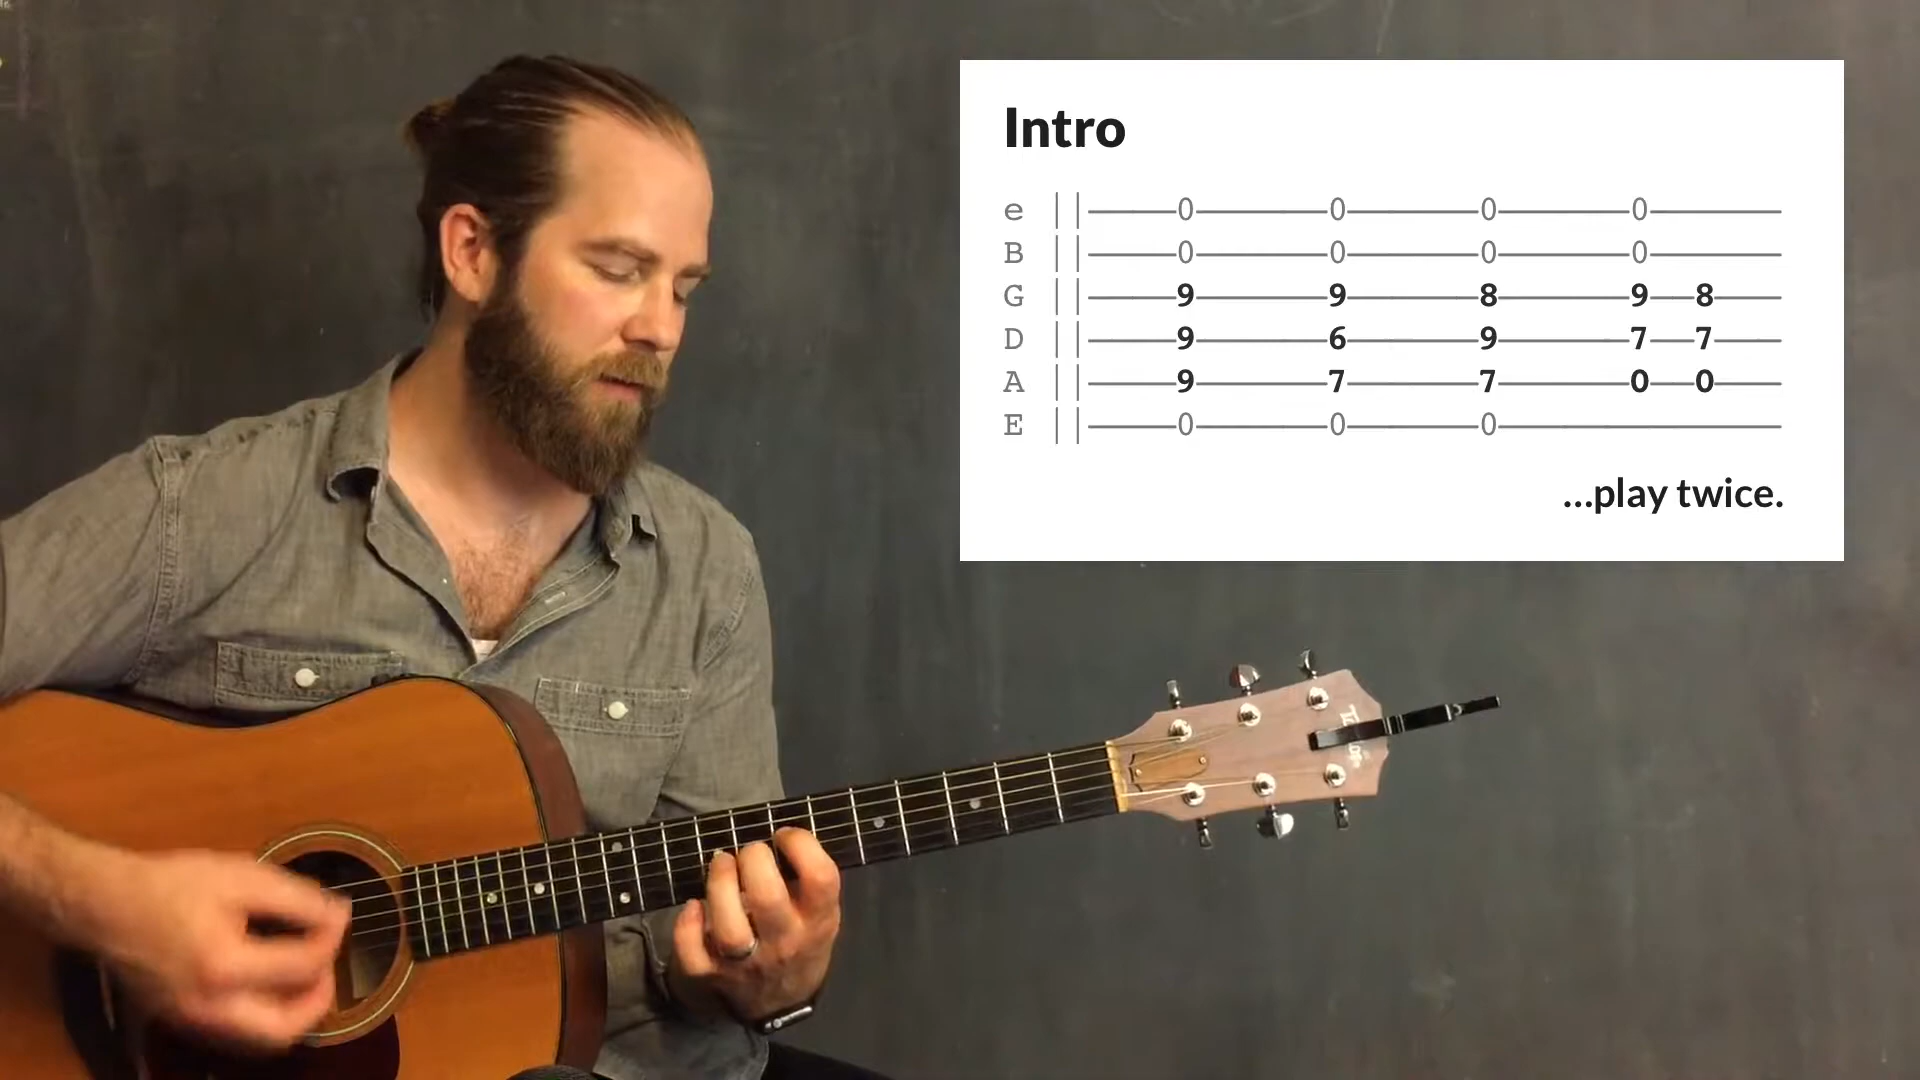 Intro
e ||———0———0———0———0———
B ||———0———0———0———0———
G ||———9———9———8———9—8——
D ||———9———6———9———7—7——
A ||———9———7———7———0—0——
E ||———0———0———0————————
...play twice.